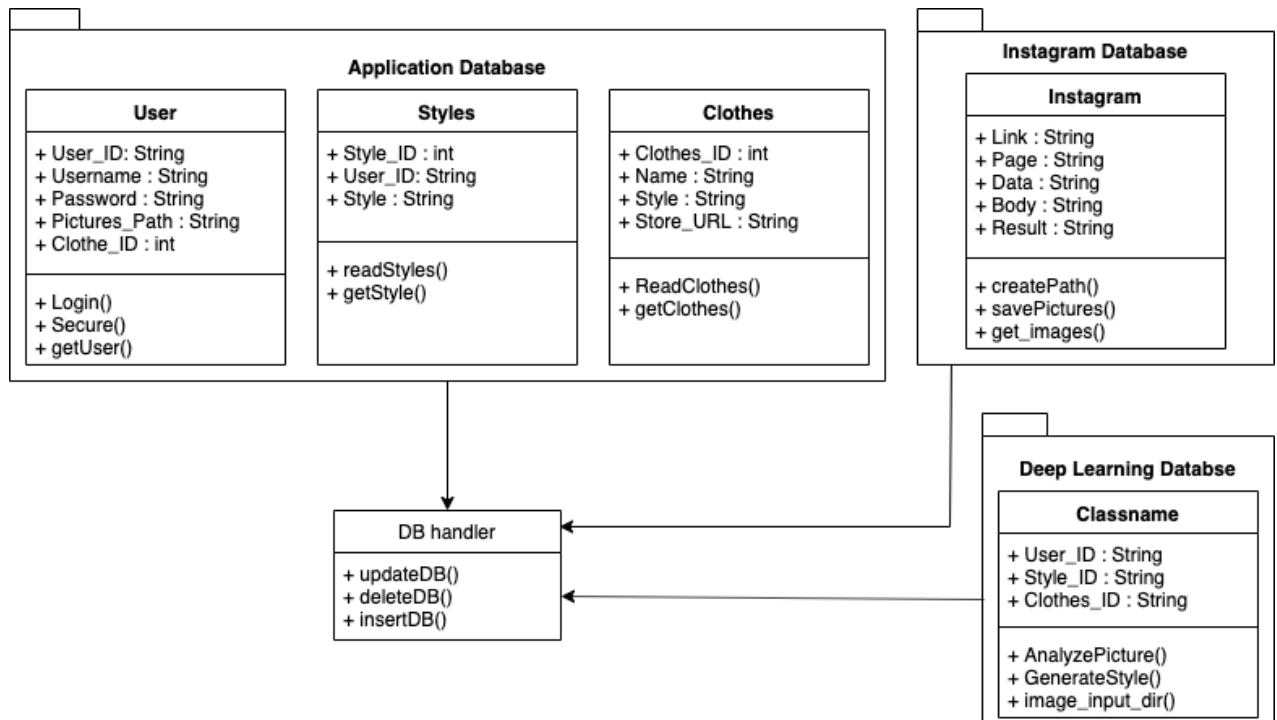 Application Database
User
+ User_ID: String
+ Username : String
+ Password : String
+ Pictures_Path : String
+ Clothe_ID : int
+ Login()
+ Secure()
+ getUser()
Styles
+ Style_ID : int
+ User_ID: String
+ Style : String
+ readStyles()
+ getStyle()
Clothes
+ Clothes_ID : int
+ Name : String
+ Style : String
+ Store_URL : String
+ ReadClothes()
+ getClothes()
Instagram Database
Instagram
+ Link : String
+ Page : String
+ Data : String
+ Body : String
+ Result : String
+ createPath()
+ savePictures()
+ get_images()
DB handler
+ updateDB()
+ deleteDB()
+ insertDB()
Deep Learning Databse
Classname
+ User_ID : String
+ Style_ID : String
+ Clothes_ID : String
+ AnalyzePicture()
+ GenerateStyle()
+ image_input_dir()